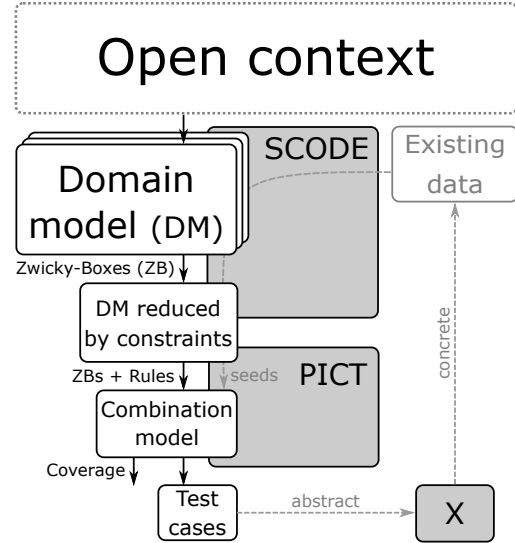 Open context
SCODE
Existing
data
Domain
model (DM)
Zwicky-Boxes (ZB)
DM reduced
by constraints
concrete
ZBs + Rules
seeds
PICT
Combination
model
Coverage
Test
cases
abstract
X